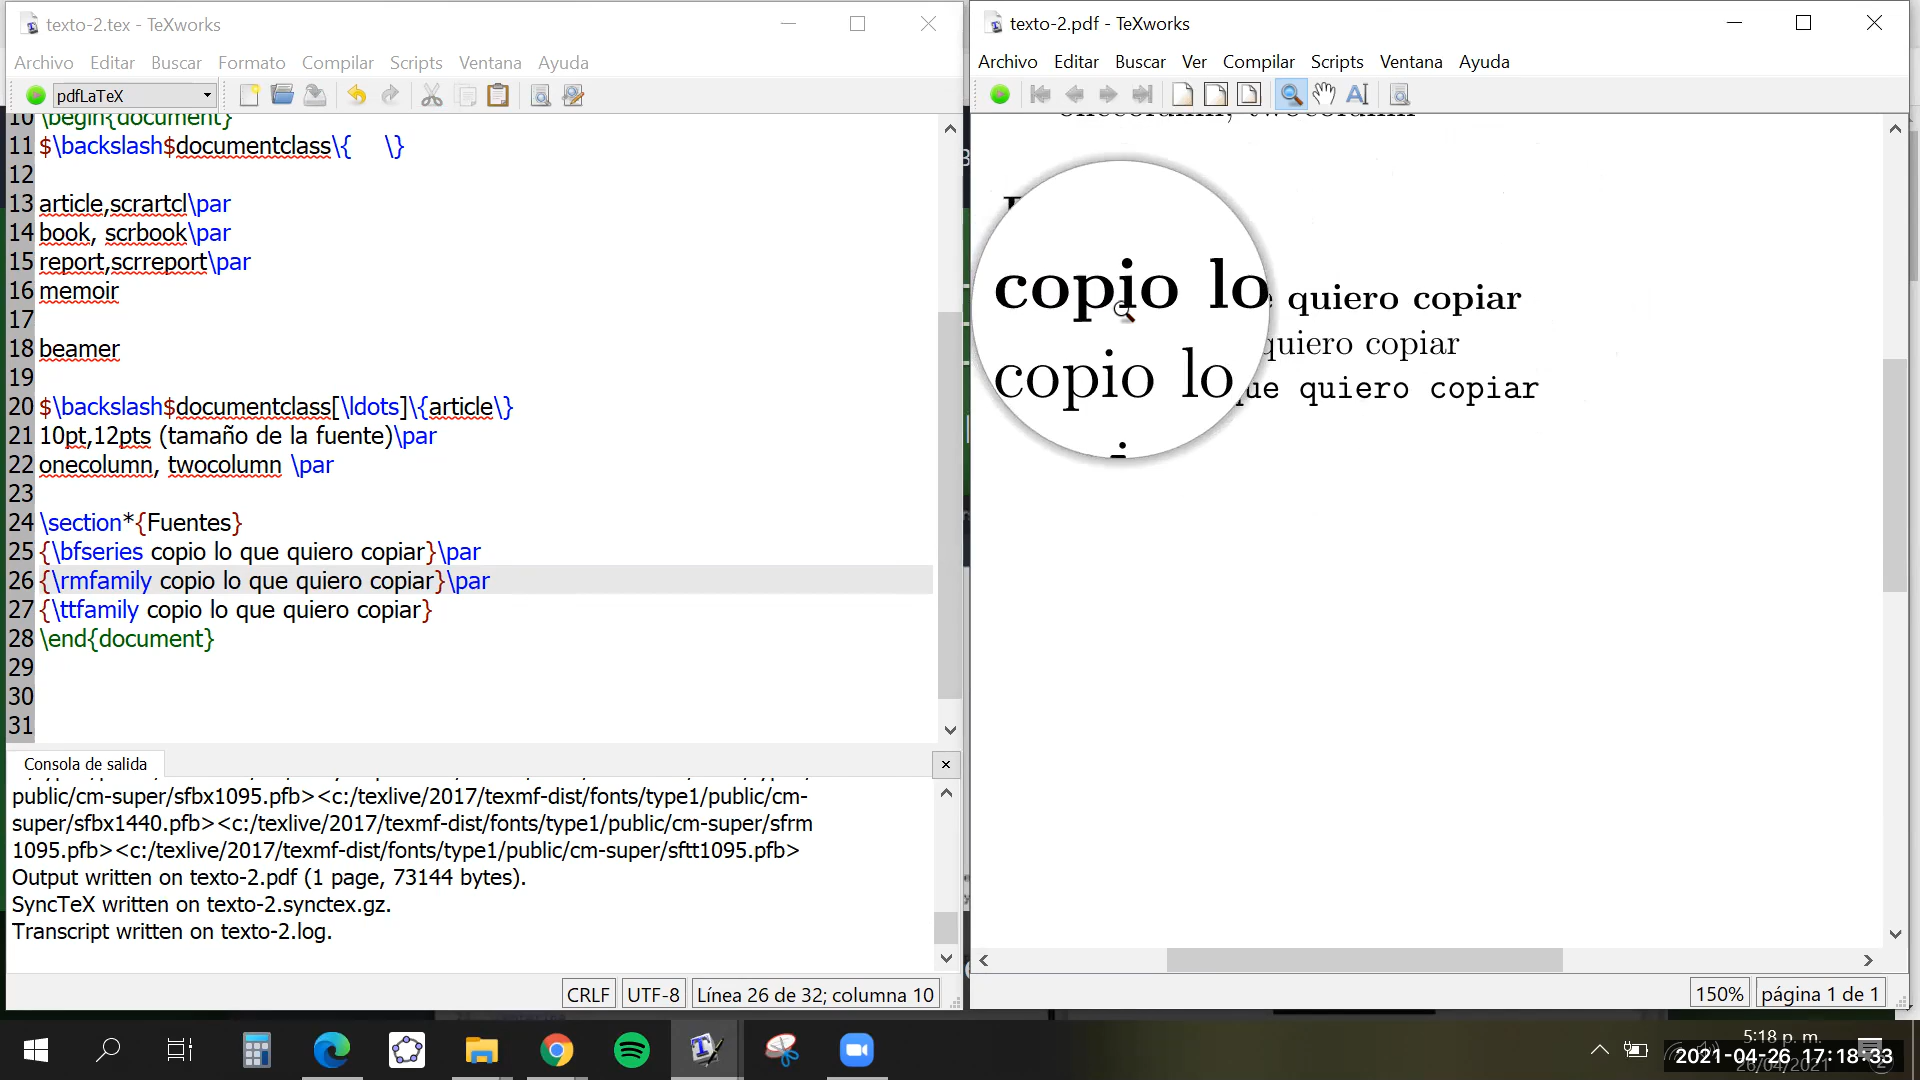 texto-2.tex - TeXworks
Archivo Editar Buscar Formato Compilar Scripts Ventana Ayuda
pdfLaTeX
10 \begin{document}
11 $\backslash$documentclass\{ \}
12
13 article,scrartcl\par
14 book, scrbook\par
15 report,scrreport\par
16 memoir
17
18 beamer
19
20 $\backslash$documentclass[\ldots]\{article\}
21 10pt,12pts (tamaño de la fuente)\par
22 onecolumn, twocolumn \par
23
24 \section*{Fuentes}
25 {\bfseries copio lo que quiero copiar}\par
26 {\rmfamily copio lo que quiero copiar}\par
27 {\ttfamily copio lo que quiero copiar}
28 \end{document}
29
30
31
Consola de salida
public/cm-super/sfbx1095.pfb><c:/texlive/2017/texmf-dist/fonts/type1/public/cm-
super/sfbx1440.pfb><c:/texlive/2017/texmf-dist/fonts/type1/public/cm-super/sfrm
1095.pfb><c:/texlive/2017/texmf-dist/fonts/type1/public/cm-super/sftt1095.pfb>
Output written on texto-2.pdf (1 page, 73144 bytes).
SyncTeX written on texto-2.synctex.gz.
Transcript written on texto-2.log.
CRLF UTF-8 Línea 26 de 32; columna 10
texto-2.pdf - TeXworks
Archivo Editar Buscar Ver Compilar Scripts Ventana Ayuda
onecolumn, twocolumn
copio lo quiero copiar
copio lo quiero copiar
que quiero copiar
150% página 1 de 1
5:18 p. m.
2021-04-26 17:18:33
26/04/2021